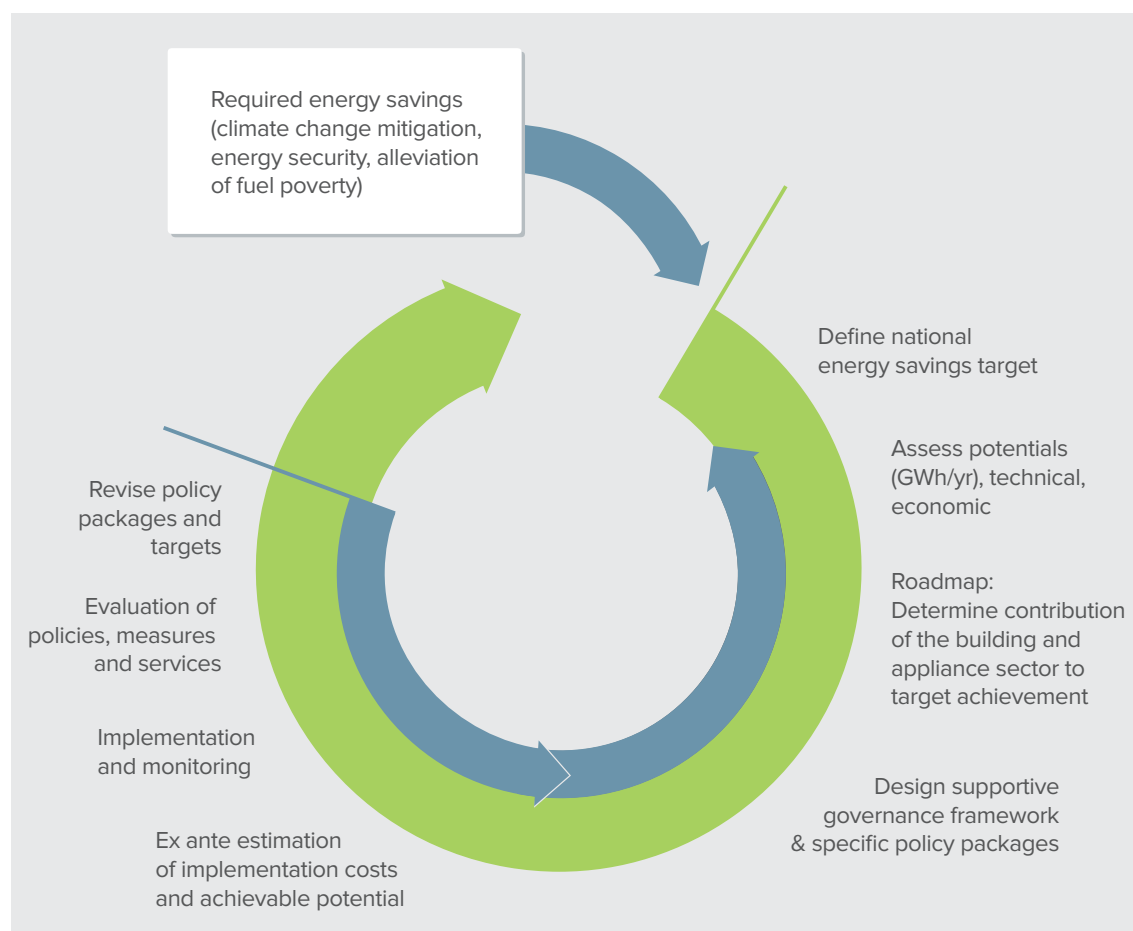 Required energy savings
(climate change mitigation,
energy security, alleviation
of fuel poverty)
Define national
energy savings target
Assess potentials
(GWh/yr), technical,
economic
Roadmap:
Determine contribution
of the building and
appliance sector to
target achievement
Design supportive
governance framework
& specific policy packages
Ex ante estimation
of implementation costs
and achievable potential
Implementation
and monitoring
Evaluation of
policies, measures
and services
Revise policy
packages and
targets